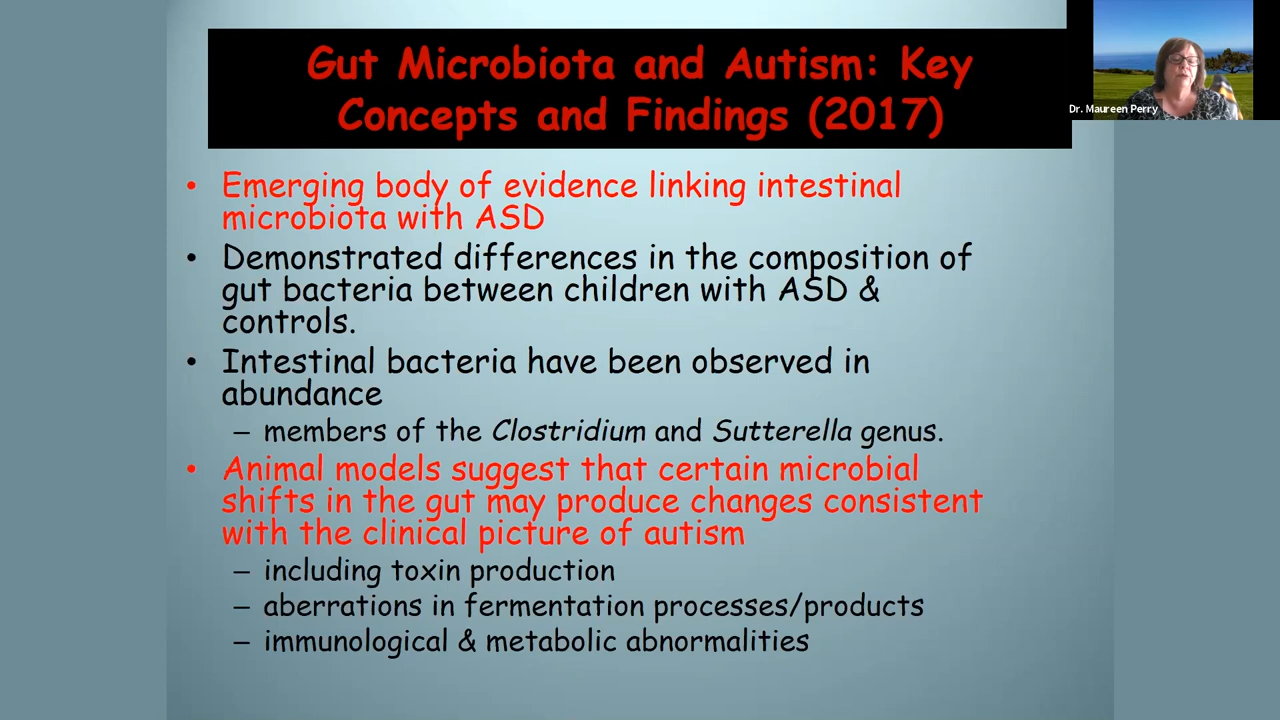 Gut Microbiota and Autism: Key
Concepts and Findings (2017)
Dr. Maureen Perry
• Emerging body of evidence linking intestinal
microbiota with ASD
• Demonstrated differences in the composition of
gut bacteria between children with ASD &
controls.
• Intestinal bacteria have been observed in
abundance
– members of the Clostridium and Sutterella genus.
• Animal models suggest that certain microbial
shifts in the gut may produce changes consistent
with the clinical picture of autism
– including toxin production
– aberrations in fermentation processes/products
– immunological & metabolic abnormalities